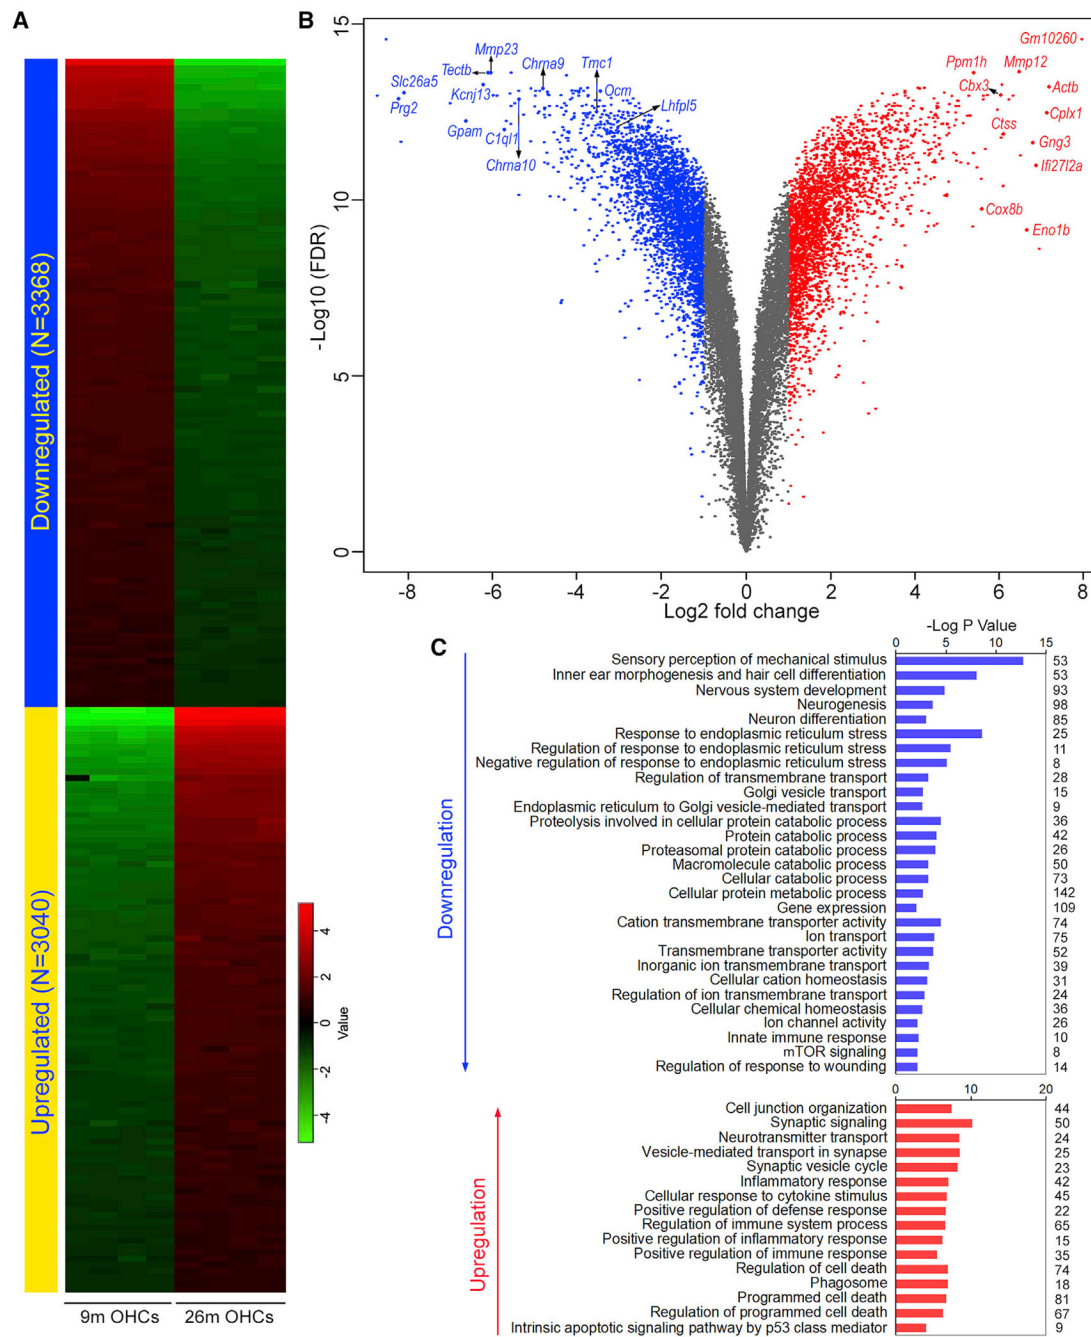 A
Downregulated (N=3368)
Upregulated (N=3040)
9m OHCs
26m OHCs
4
2
0
-2
-4
Value
B
15
10
5
0
-Log10 (FDR)
-8 -6 -4 -2 0 2 4 6 8
Log2 fold change
Mmp23
Tectb
Chrna9
Tmc1
Slc26a5
Kcnj13
Ocm
Prg2
Lhfpl5
Gpam
C1ql1
Chrna10
Gm10260
Ppm1h
Mmp12
Cbx3
Actb
Cplx1
Ctss
Gng3
Ifi27l2a
Cox8b
Eno1b
C
-Log P Value
0 5 10 15
Downregulation
Sensory perception of mechanical stimulus 53
Inner ear morphogenesis and hair cell differentiation 53
Nervous system development 93
Neurogenesis 98
Neuron differentiation 85
Response to endoplasmic reticulum stress 25
Regulation of response to endoplasmic reticulum stress 11
Negative regulation of response to endoplasmic reticulum stress 8
Regulation of transmembrane transport 28
Golgi vesicle transport 15
Endoplasmic reticulum to Golgi vesicle-mediated transport 9
Proteolysis involved in cellular protein catabolic process 36
Protein catabolic process 42
Proteasomal protein catabolic process 26
Macromolecule catabolic process 50
Cellular catabolic process 73
Cellular protein metabolic process 142
Gene expression 109
Cation transmembrane transporter activity 74
Ion transport 75
Transmembrane transporter activity 52
Inorganic ion transmembrane transport 39
Cellular cation homeostasis 31
Regulation of ion transmembrane transport 24
Cellular chemical homeostasis 36
Ion channel activity 26
Innate immune response 10
mTOR signaling 8
Regulation of response to wounding 14
0 10 20
Upregulation
Cell junction organization 44
Synaptic signaling 50
Neurotransmitter transport 24
Vesicle-mediated transport in synapse 25
Synaptic vesicle cycle 23
Inflammatory response 42
Cellular response to cytokine stimulus 45
Positive regulation of defense response 22
Regulation of immune system process 65
Positive regulation of inflammatory response 15
Positive regulation of immune response 35
Regulation of cell death 74
Phagosome 18
Programmed cell death 81
Regulation of programmed cell death 67
Intrinsic apoptotic signaling pathway by p53 class mediator 9